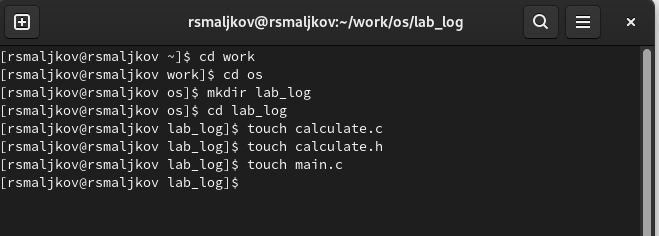 rsmaljkov@rsmaljkov:~/work/os/lab_log
[rsmaljkov@rsmaljkov ~]$ cd work
[rsmaljkov@rsmaljkov work]$ cd os
[rsmaljkov@rsmaljkov os]$ mkdir lab_log
[rsmaljkov@rsmaljkov os]$ cd lab_log
[rsmaljkov@rsmaljkov lab_log]$ touch calculate.c
[rsmaljkov@rsmaljkov lab_log]$ touch calculate.h
[rsmaljkov@rsmaljkov lab_log]$ touch main.c
[rsmaljkov@rsmaljkov lab_log]$